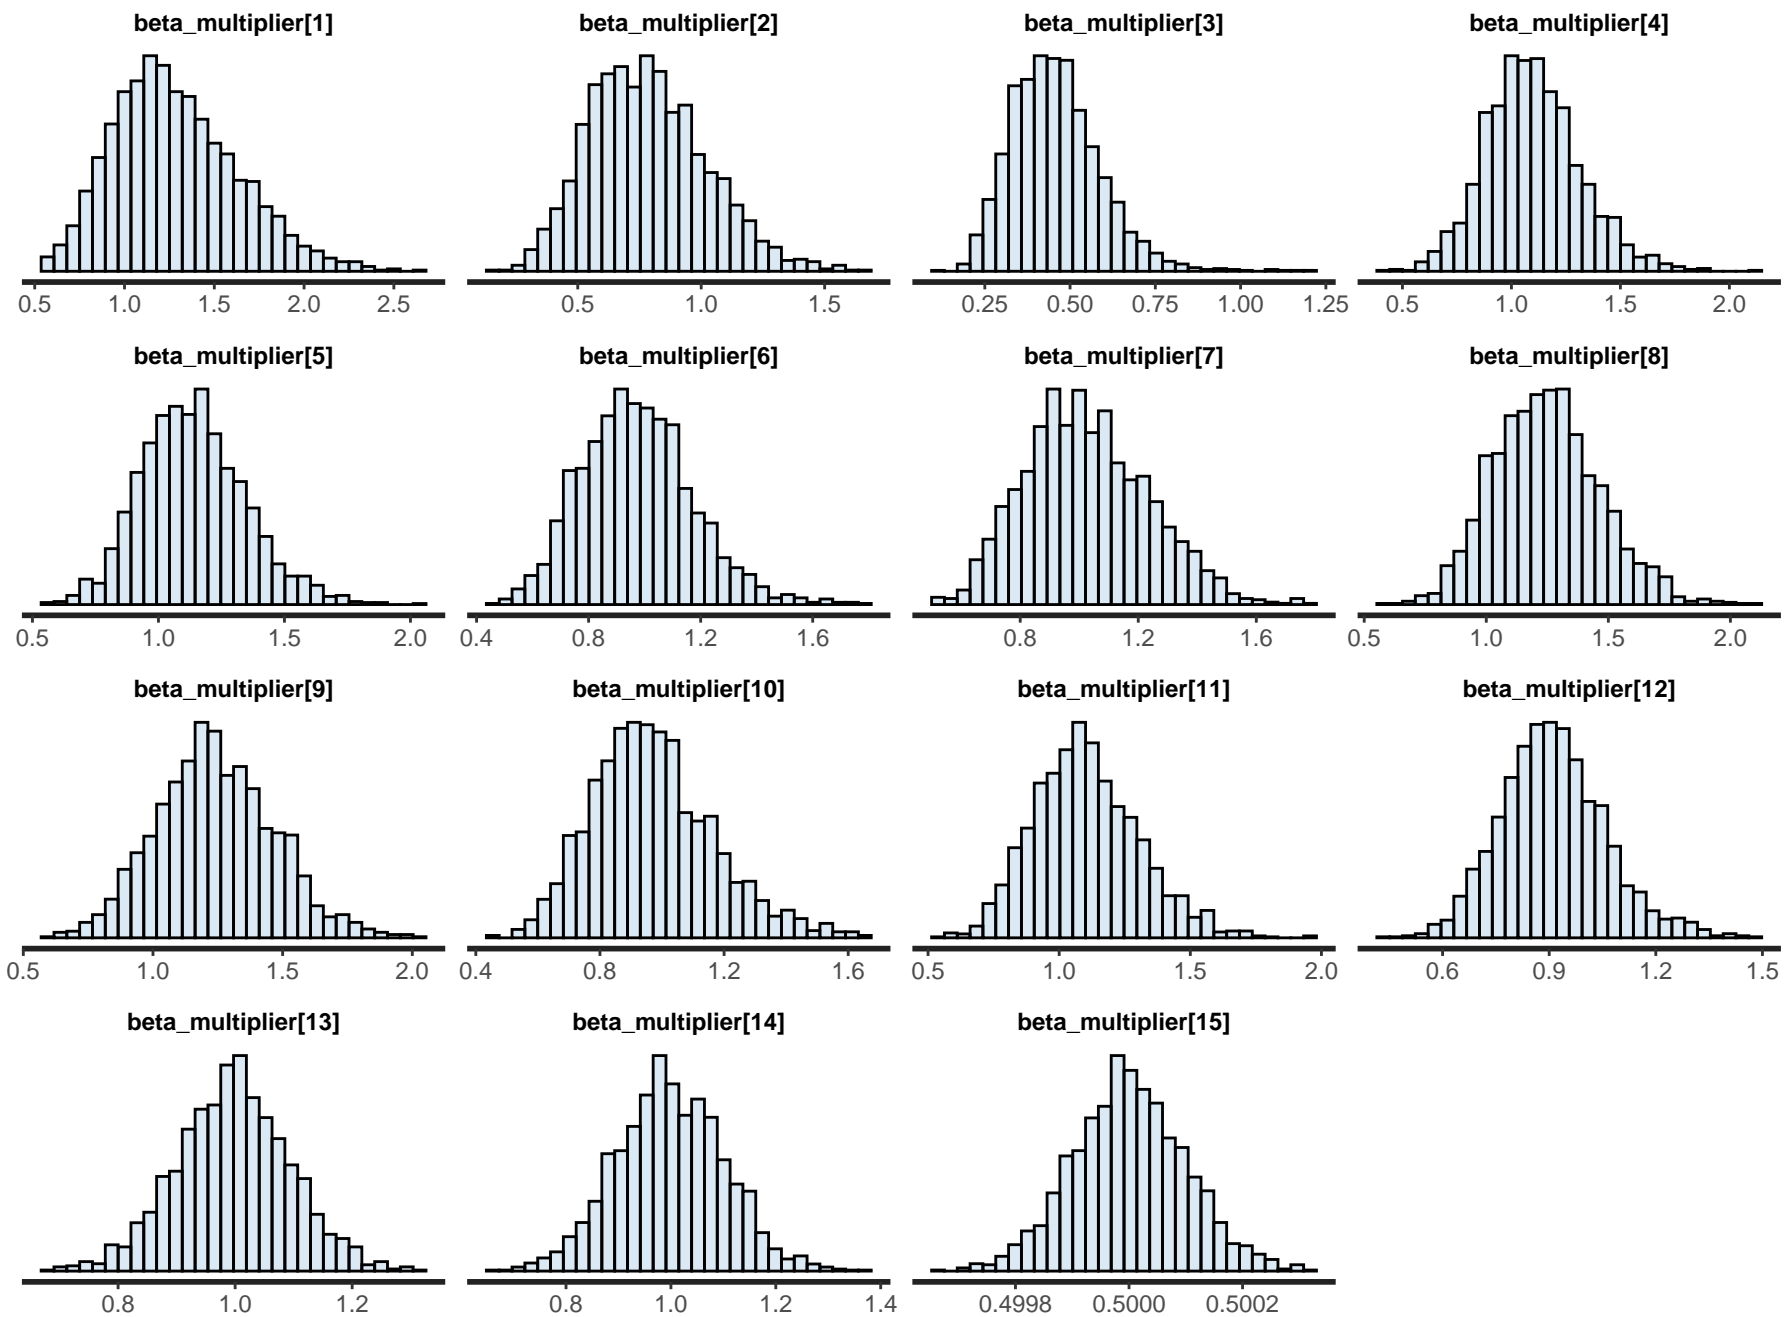 beta_multiplier[1] beta_multiplier[2] beta_multiplier[3] beta_multiplier[4]
0.5 1.0 1.5 2.0 2.5 0.5 1.0 1.5 0.25 0.50 0.75 1.00 1.25 0.5 1.0 1.5 2.0
beta_multiplier[5] beta_multiplier[6] beta_multiplier[7] beta_multiplier[8]
0.5 1.0 1.5 2.0 0.4 0.8 1.2 1.6 0.8 1.2 1.6 0.5 1.0 1.5 2.0
beta_multiplier[9] beta_multiplier[10] beta_multiplier[11] beta_multiplier[12]
0.5 1.0 1.5 2.0 0.4 0.8 1.2 1.6 0.5 1.0 1.5 2.0 0.6 0.9 1.2 1.5
beta_multiplier[13] beta_multiplier[14] beta_multiplier[15]
0.8 1.0 1.2 0.8 1.0 1.2 1.4 0.4998 0.5000 0.5002